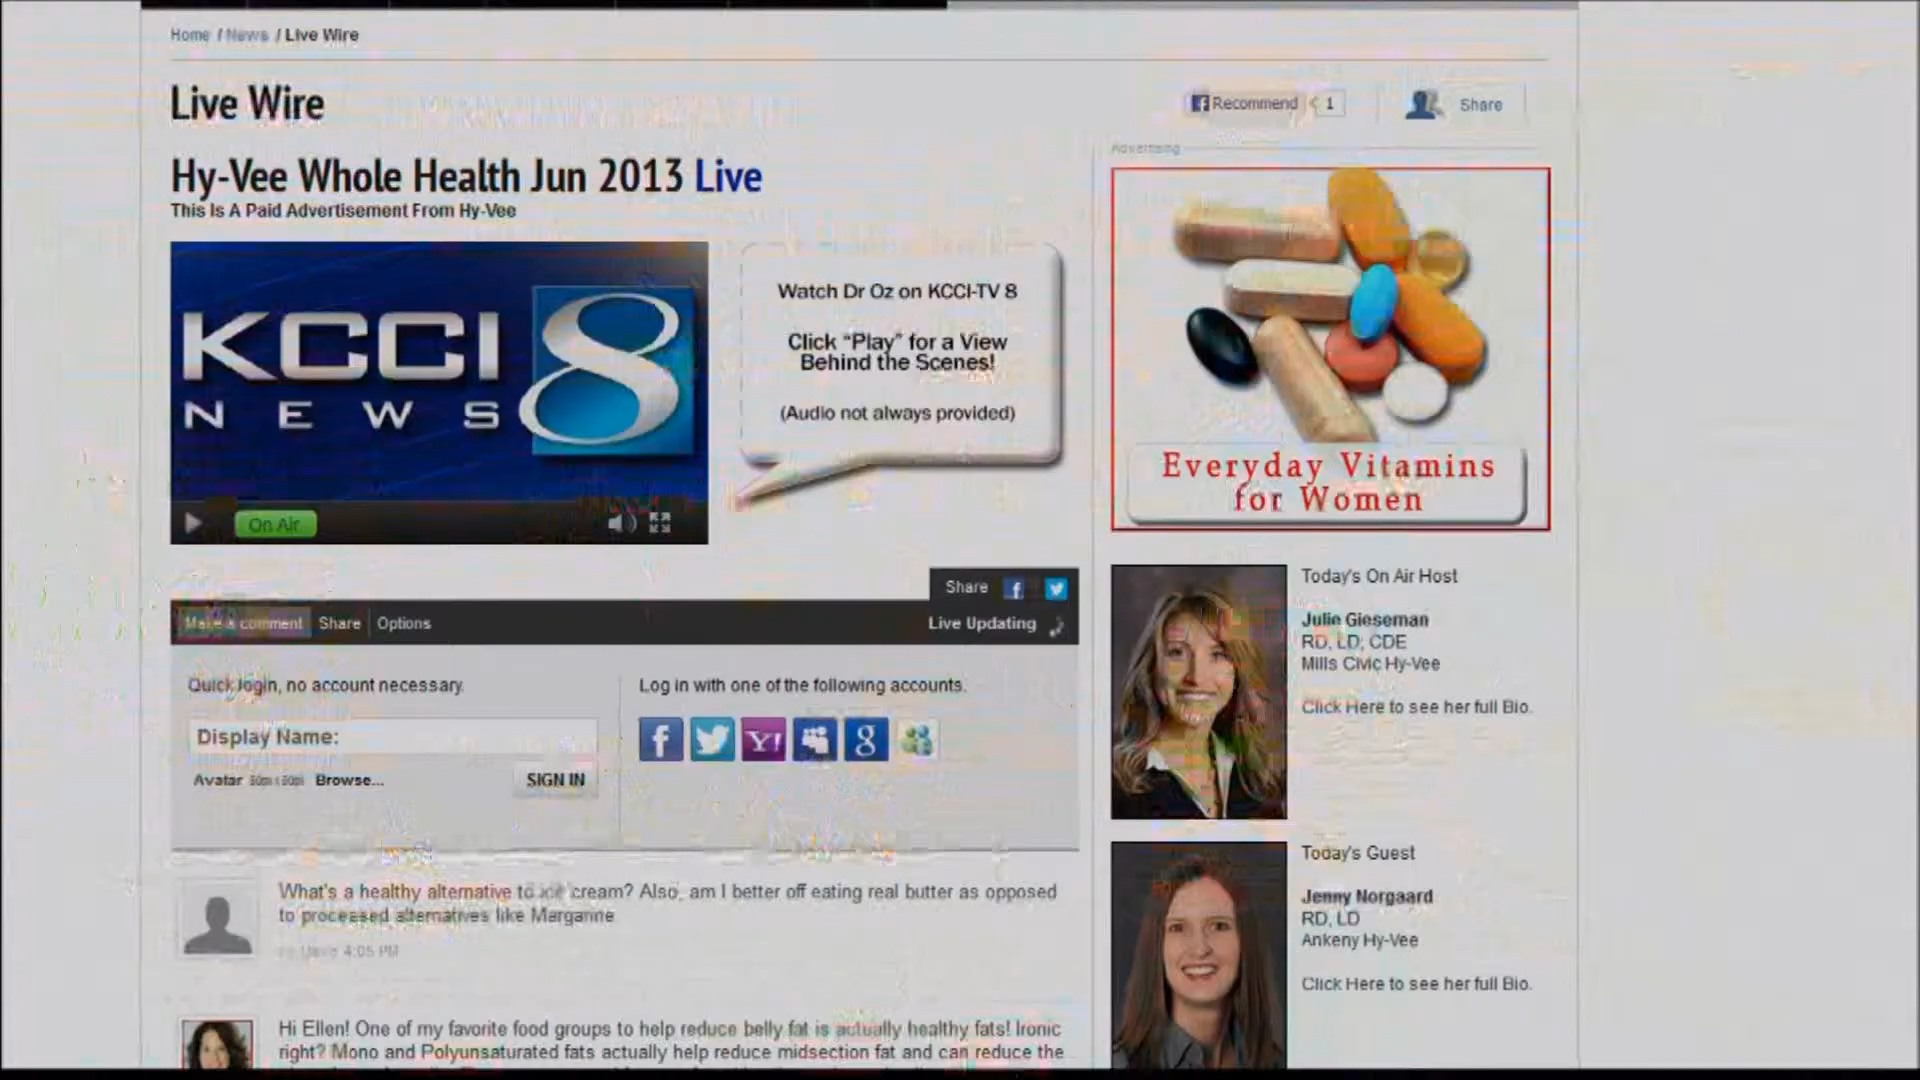 Home / News / Live Wire
Live Wire
Recommend 1
Share
Hy-Vee Whole Health Jun 2013 Live
This Is A Paid Advertisement From Hy-Vee
Advertising
KCCI 8
NEWS
On Air
Watch Dr Oz on KCCI-TV 8
Click “Play” for a View
Behind the Scenes!
(Audio not always provided)
Everyday Vitamins
for Women
Share
Make a comment Share Options Live Updating
Quick login, no account necessary.
Display Name:
Avatar Browse...
SIGN IN
Log in with one of the following accounts.
f Y! g
What's a healthy alternative to ice cream? Also, am I better off eating real butter as opposed
to processed alternatives like Margarine
4:05 PM
Hi Ellen! One of my favorite food groups to help reduce belly fat is actually healthy fats! Ironic
right? Mono and Polyunsaturated fats actually help reduce midsection fat and can reduce the
Today's On Air Host
Julie Gieseman
RD, LD, CDE
Mills Civic Hy-Vee
Click Here to see her full Bio.
Today's Guest
Jenny Norgaard
RD, LD
Ankeny Hy-Vee
Click Here to see her full Bio.